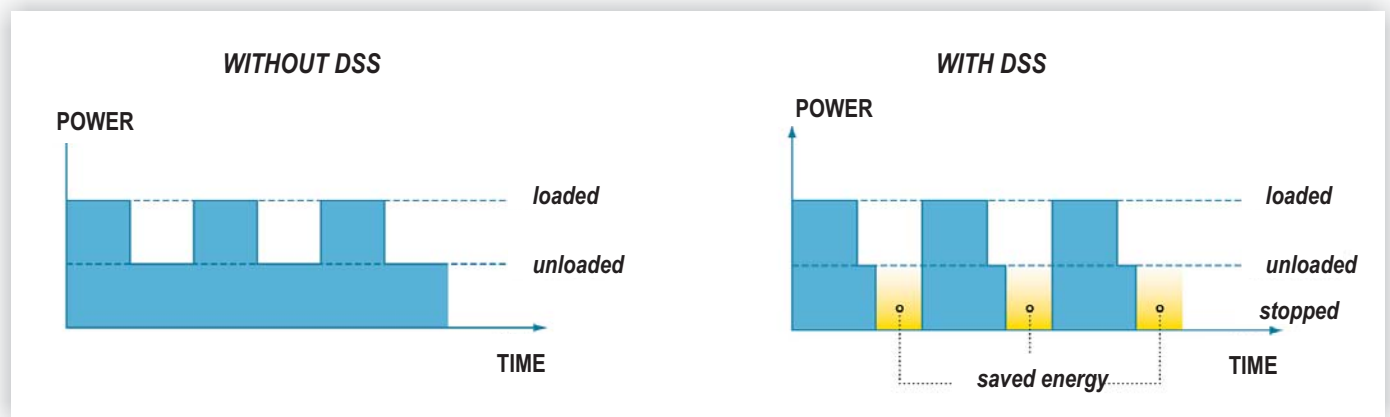 WITHOUT DSS
POWER
loaded
unloaded
TIME
WITH DSS
POWER
loaded
unloaded
stopped
TIME
saved energy